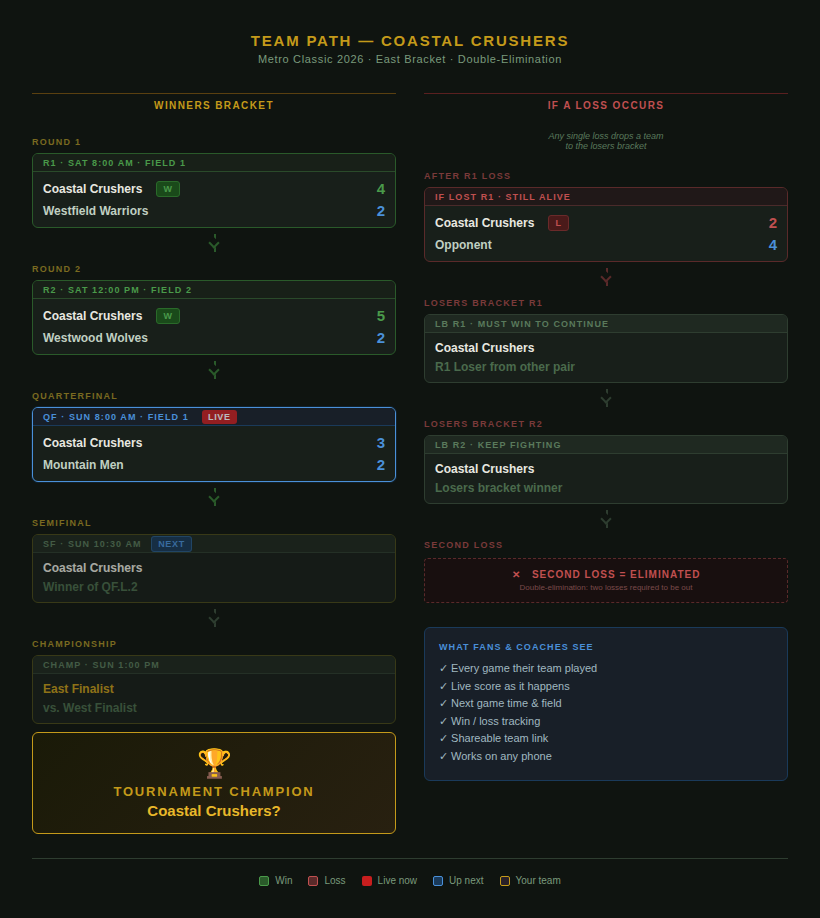 TEAM PATH — COASTAL CRUSHERS
Metro Classic 2026 · East Bracket · Double-Elimination
WINNERS BRACKET
ROUND 1
R1 · SAT 8:00 AM · FIELD 1
Coastal Crushers W 4
Westfield Warriors 2
ROUND 2
R2 · SAT 12:00 PM · FIELD 2
Coastal Crushers W 5
Westwood Wolves 2
QUARTERFINAL
QF · SUN 8:00 AM · FIELD 1 LIVE
Coastal Crushers 3
Mountain Men 2
SEMIFINAL
SF · SUN 10:30 AM NEXT
Coastal Crushers
Winner of QF.L.2
CHAMPIONSHIP
CHAMP · SUN 1:00 PM
East Finalist
vs. West Finalist
TOURNAMENT CHAMPION
Coastal Crushers?
IF A LOSS OCCURS
Any single loss drops a team
to the losers bracket
AFTER R1 LOSS
IF LOST R1 · STILL ALIVE
Coastal Crushers L 2
Opponent 4
LOSERS BRACKET R1
LB R1 · MUST WIN TO CONTINUE
Coastal Crushers
R1 Loser from other pair
LOSERS BRACKET R2
LB R2 · KEEP FIGHTING
Coastal Crushers
Losers bracket winner
SECOND LOSS
✕ SECOND LOSS = ELIMINATED
Double-elimination: two losses required to be out
WHAT FANS & COACHES SEE
✓ Every game their team played
✓ Live score as it happens
✓ Next game time & field
✓ Win / loss tracking
✓ Shareable team link
✓ Works on any phone
Win Loss Live now Up next Your team